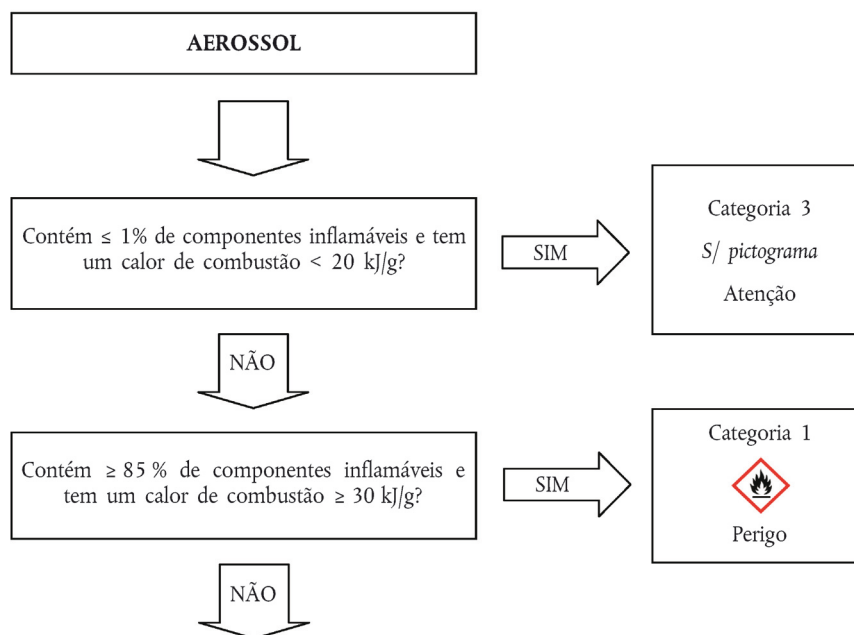 AEROSSOL
Contém ≤ 1% de componentes inflamáveis e tem
um calor de combustão < 20 kJ/g?
SIM
Categoria 3
S/ pictograma
Atenção
NÃO
Contém ≥ 85 % de componentes inflamáveis e
tem um calor de combustão ≥ 30 kJ/g?
SIM
Categoria 1
Perigo
NÃO